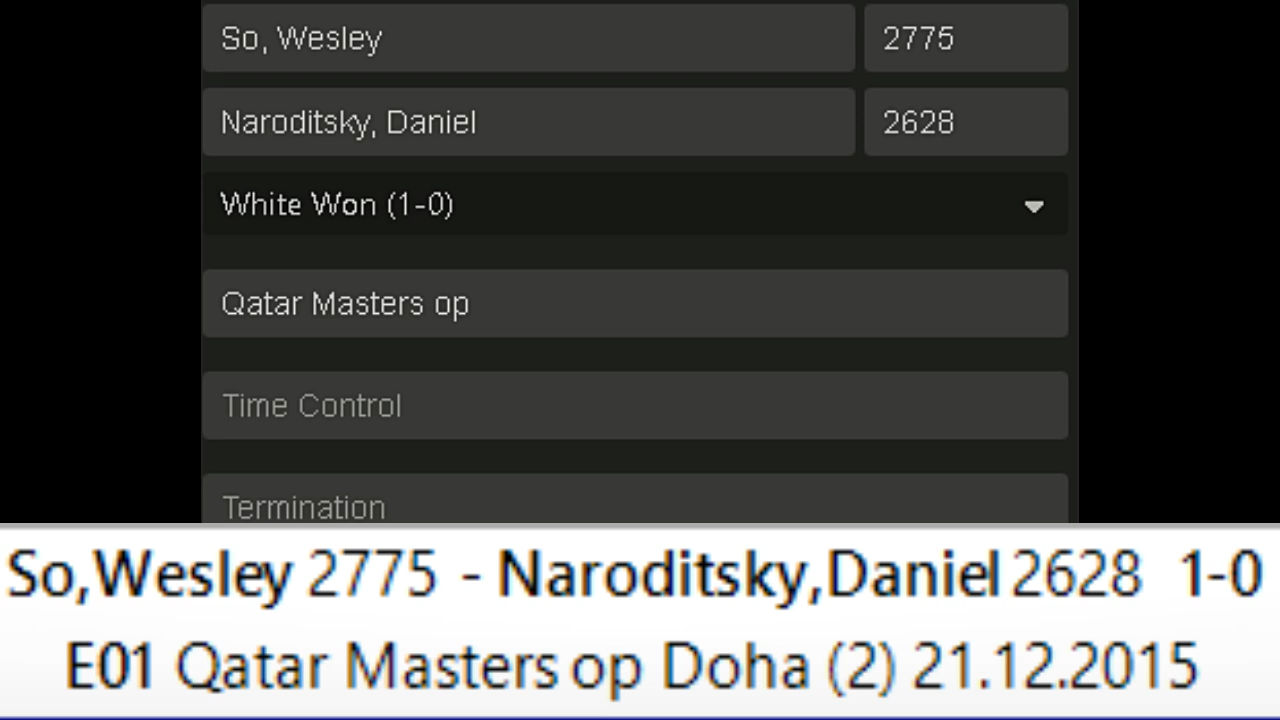 So, Wesley 2775
Naroditsky, Daniel 2628
White Won (1-0)
Qatar Masters op
Time Control
Termination
So,Wesley 2775 - Naroditsky,Daniel 2628 1-0
E01 Qatar Masters op Doha (2) 21.12.2015